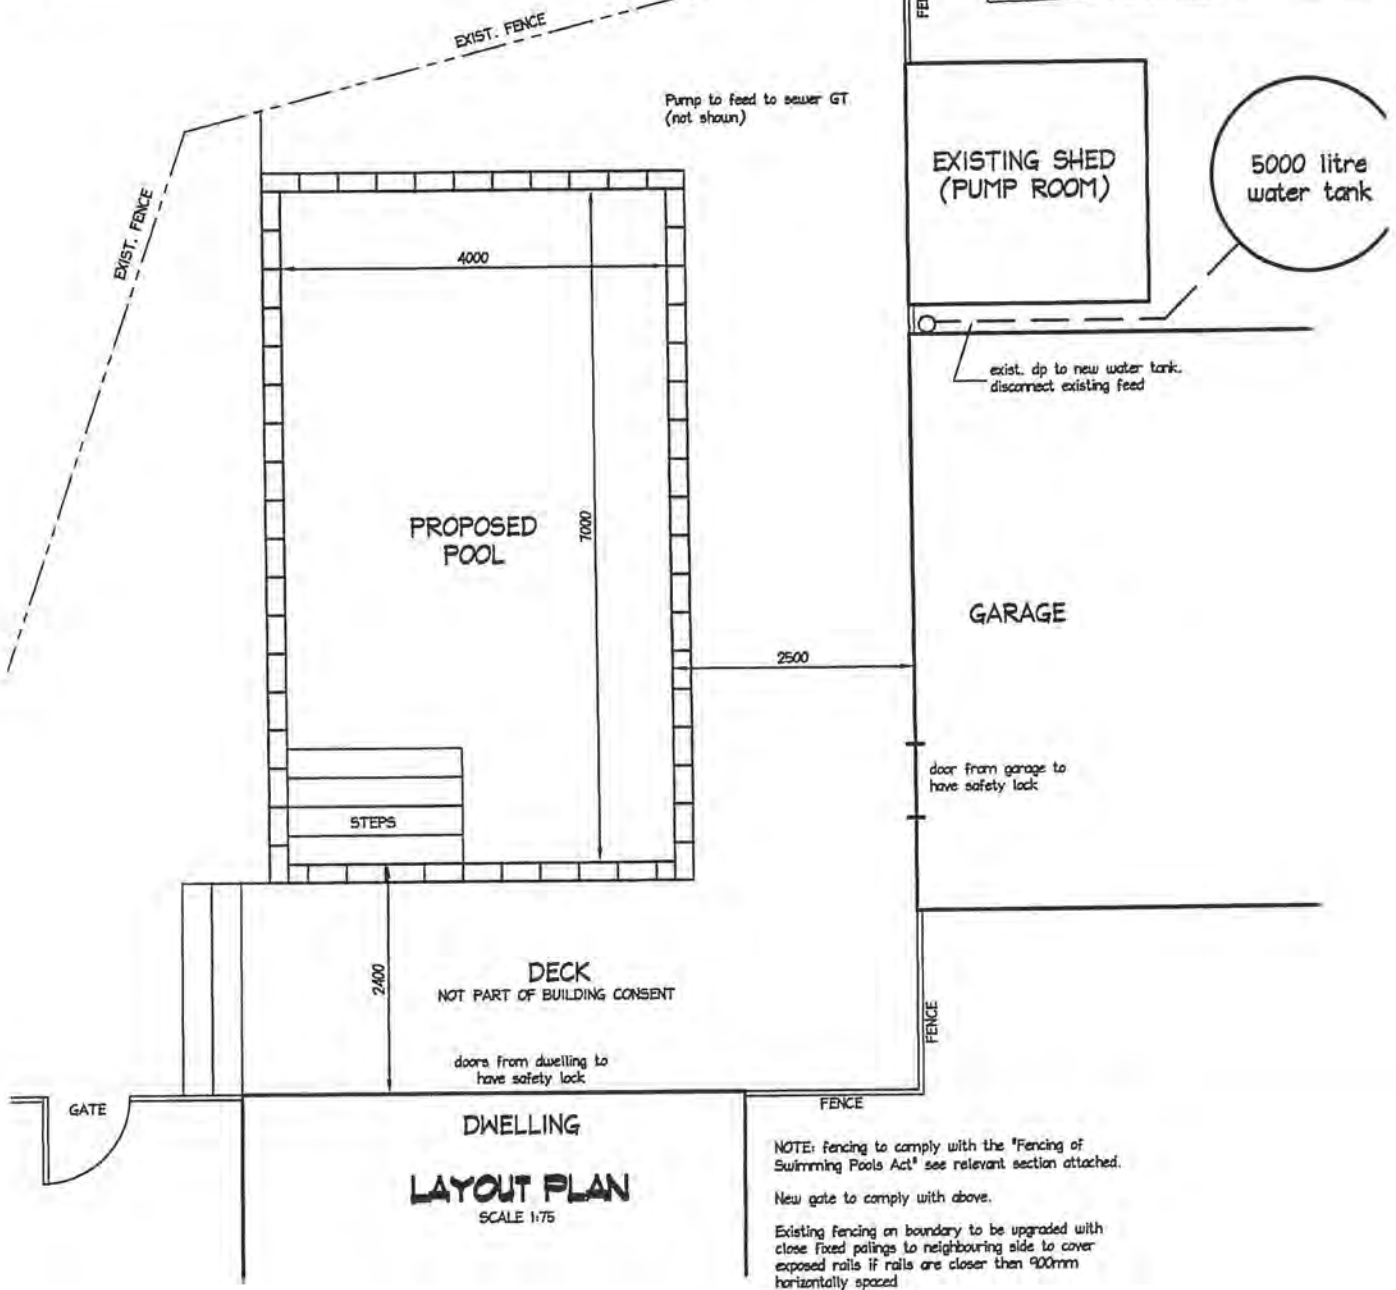 EXIST. FENCE
Pump to feed to sewer GT
(not shown)
EXISTING SHED
(PUMP ROOM)
5000 litre
water tank
EXIST. FENCE
4000
exist. dp to new water tank.
disconnect existing feed
PROPOSED
POOL
7000
GARAGE
2500
door from garage to
have safety lock
STEPS
2400
DECK
NOT PART OF BUILDING CONSENT
FENCE
doors from dwelling to
have safety lock
GATE
FENCE
DWELLING
LAYOUT PLAN
SCALE 1:75
NOTE: fencing to comply with the "Fencing of
Swimming Pools Act" see relevant section attached.
New gate to comply with above.
Existing fencing on boundary to be upgraded with
close fixed palings to neighbouring side to cover
exposed rails if rails are closer then 900mm
horizontally spaced